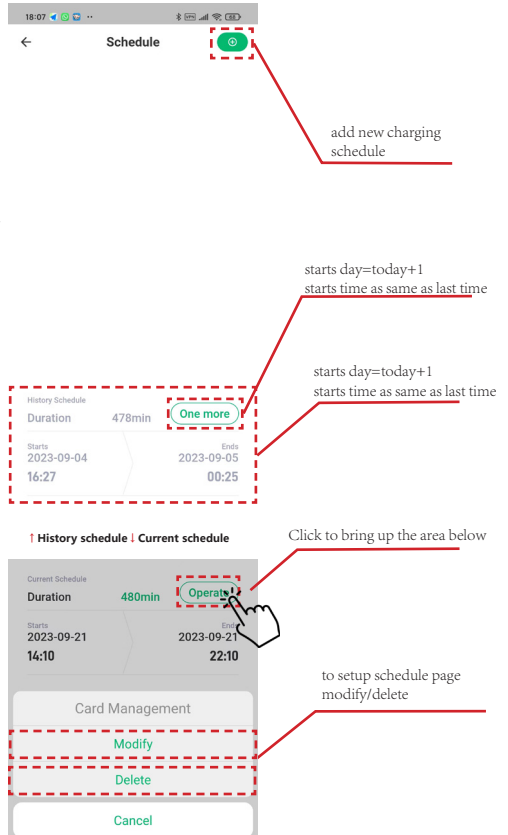 18:07
Schedule
add new charging
schedule
starts day=today+1
starts time as same as last time
starts day=today+1
starts time as same as last time
History Schedule
Duration 478min One more
Starts Ends
2023-09-04 2023-09-05
16:27 00:25
↑ History schedule ↓ Current schedule
Click to bring up the area below
Current Schedule
Duration 480min Operate
Starts Ends
2023-09-21 2023-09-21
14:10 22:10
to setup schedule page
modify/delete
Card Management
Modify
Delete
Cancel